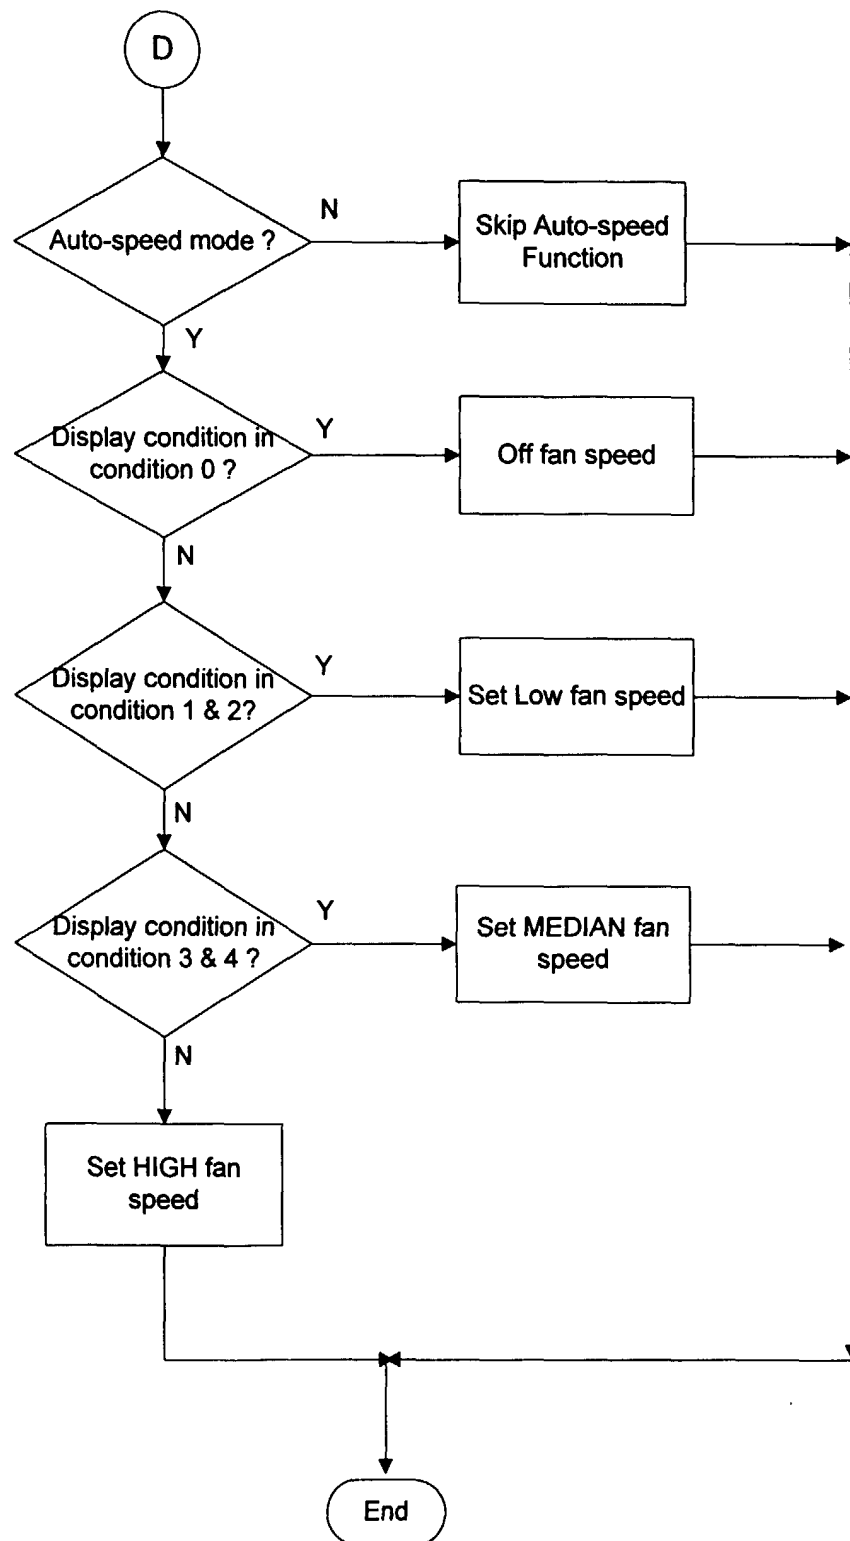 D
Auto-speed mode ?
N
Skip Auto-speed
Function
Y
Display condition in
condition 0 ?
Y
Off fan speed
N
Display condition in
condition 1 & 2?
Y
Set Low fan speed
N
Display condition in
condition 3 & 4 ?
Y
Set MEDIAN fan
speed
N
Set HIGH fan
speed
End